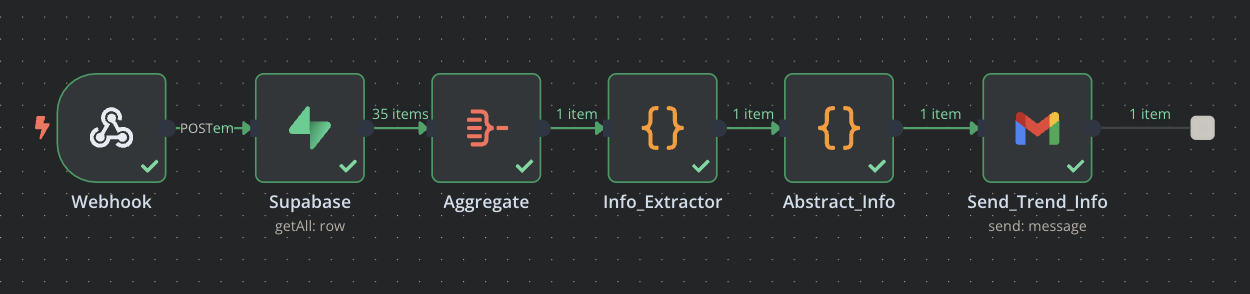 POSTem
35 items
1 item
1 item
1 item
1 item
Webhook
Supabase
getAll: row
Aggregate
Info_Extractor
Abstract_Info
Send_Trend_Info
send: message